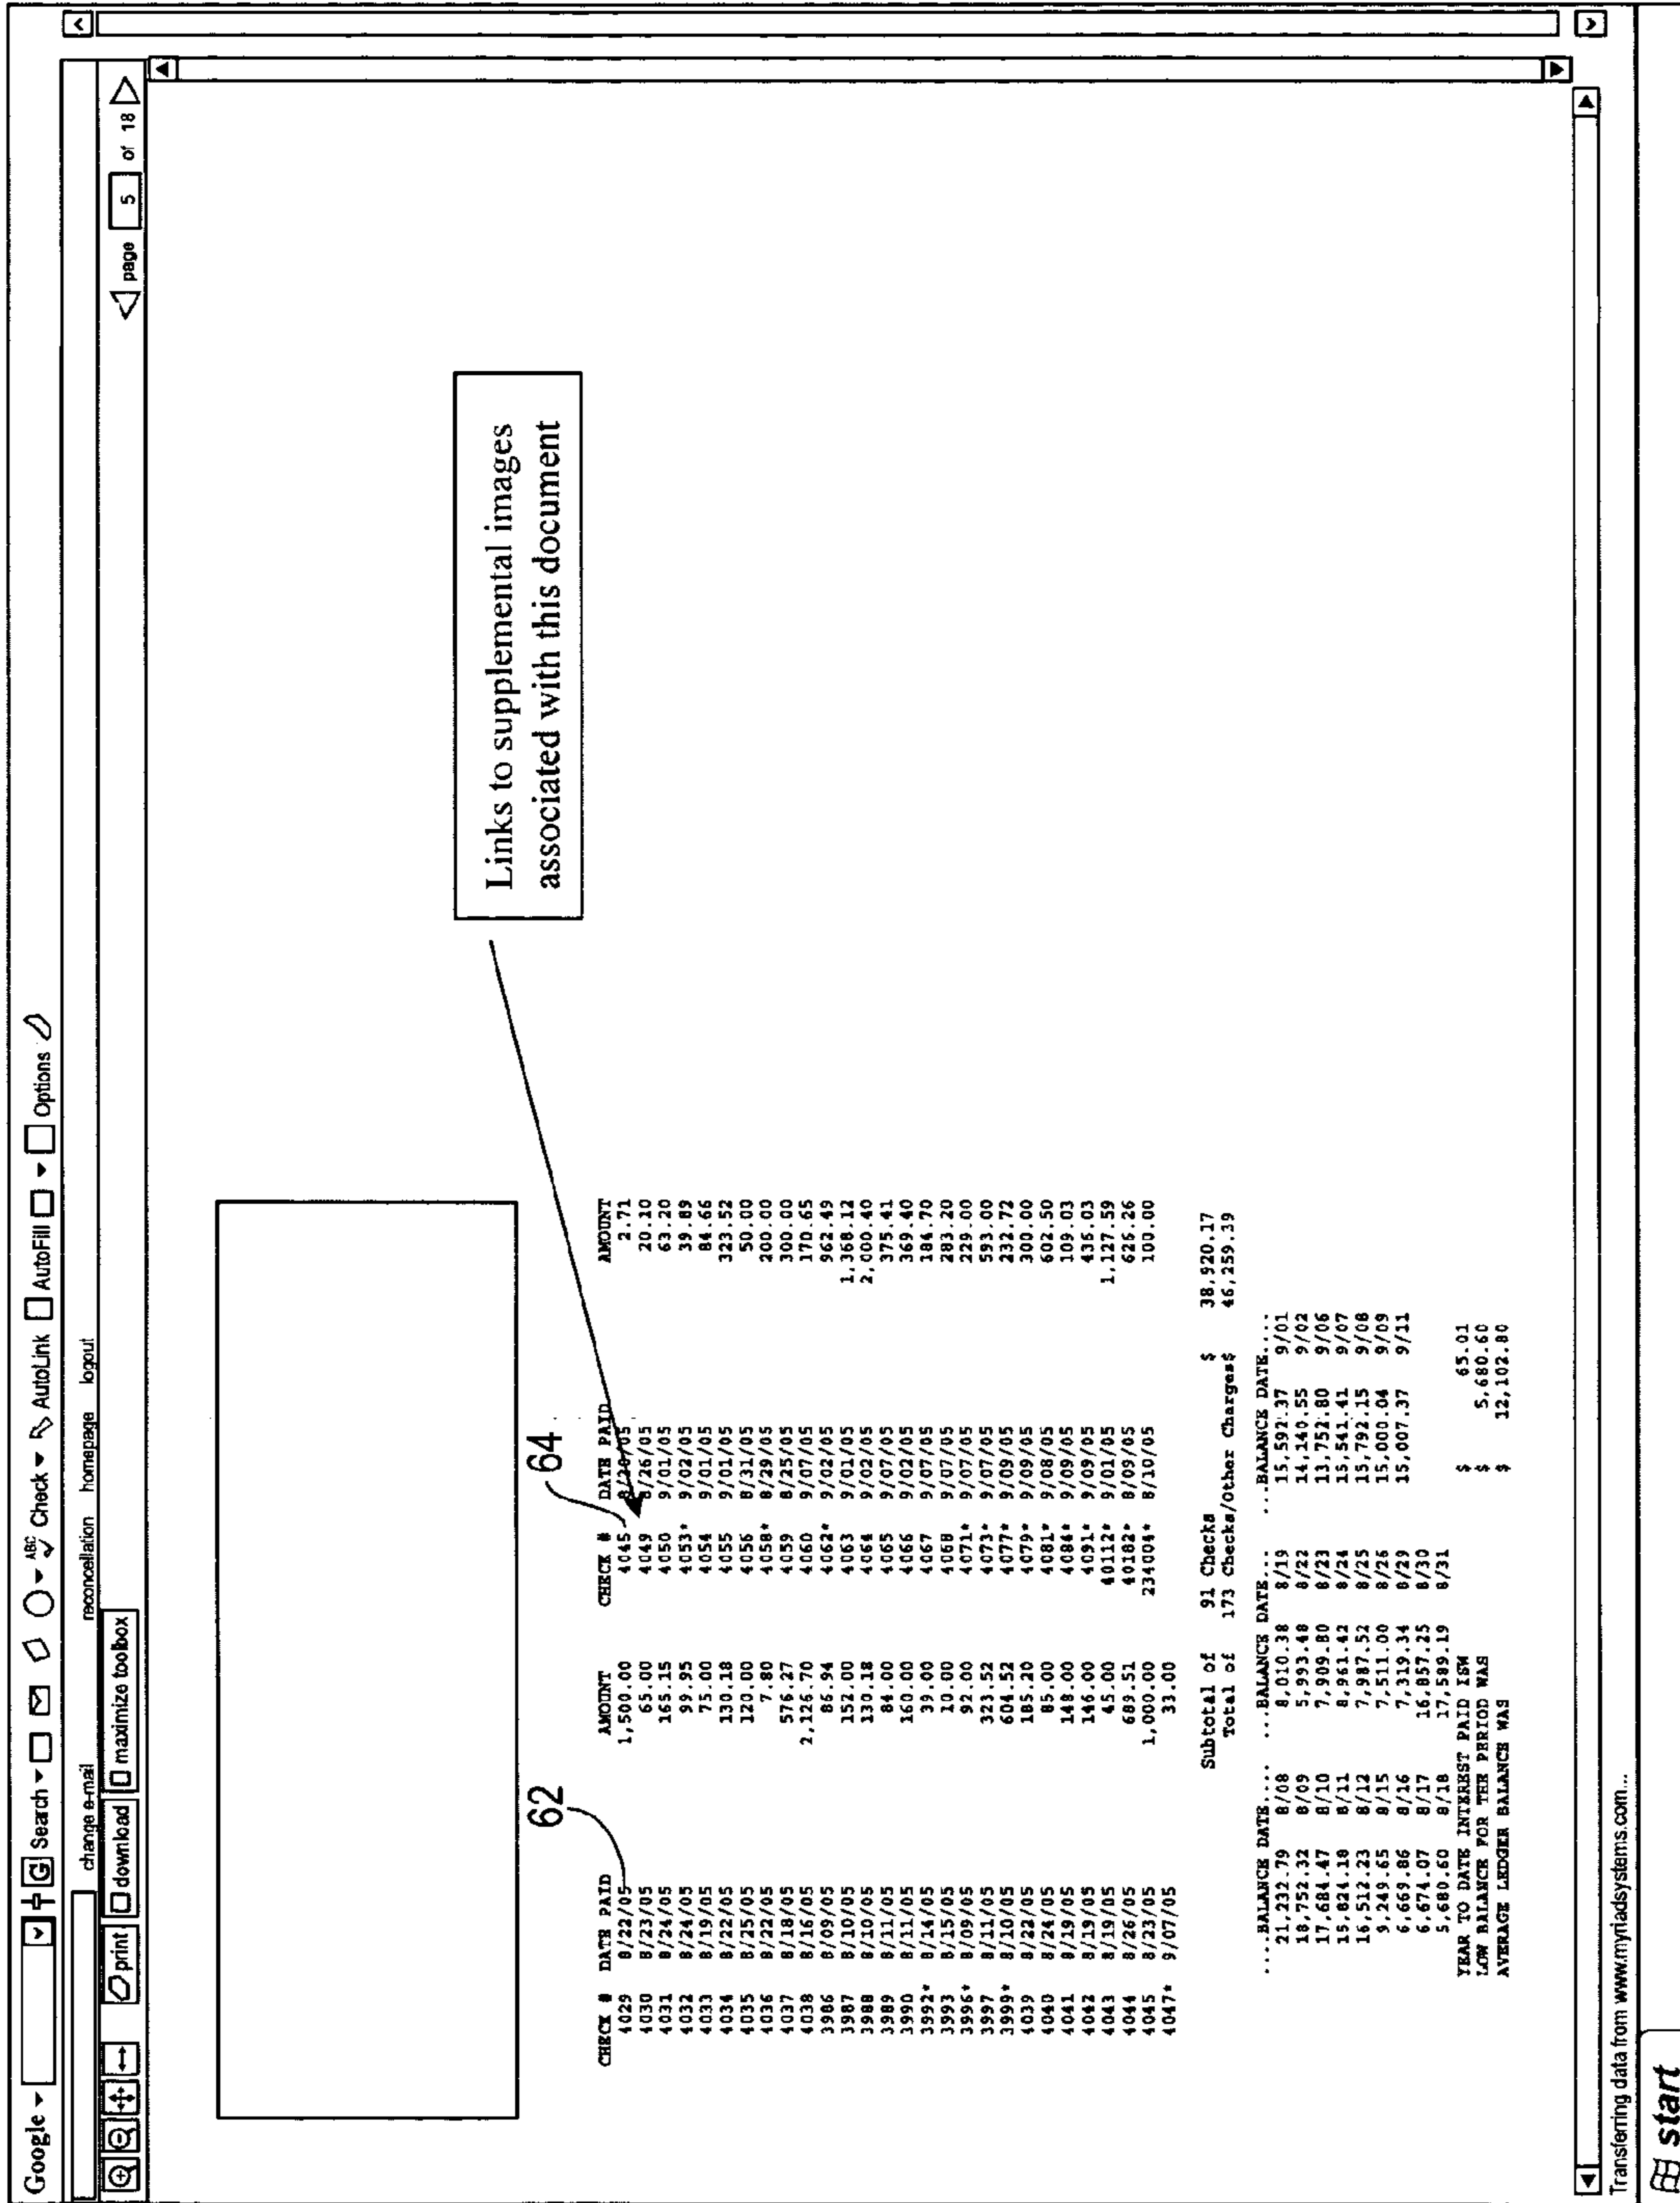 Google Search ABC Check AutoLink AutoFill Options
change e-mail reconcellation homepage logout
print download maximize toolbox page 5 of 18
Links to supplemental images
associated with this document
62 64
CHECK # DATE PAID AMOUNT CHECK # DATE PAID AMOUNT
4029 8/22/05 1,500.00 4045 2.71
4030 8/23/05 65.00 4049 8/26/05 20.10
4031 8/24/05 165.15 4050 9/01/05 63.20
4032 8/24/05 99.95 4053* 9/02/05 39.89
4033 8/19/05 75.00 4054 9/01/05 84.66
4034 8/22/05 130.18 4055 9/01/05 323.52
4035 8/25/05 120.00 4056 8/31/05 50.00
4036 8/22/05 7.80 4058* 8/29/05 200.00
4037 8/18/05 576.27 4059 8/25/05 300.00
4038 8/16/05 2,126.70 4060 9/07/05 170.65
3986 8/09/05 86.94 4062* 9/02/05 962.49
3987 8/10/05 152.00 4063 9/01/05 1,368.12
3988 8/10/05 130.18 4064 9/02/05 2,000.40
3989 8/11/05 84.00 4065 9/07/05 375.41
3990 8/11/05 160.00 4066 9/02/05 369.40
3992* 8/14/05 39.00 4067 9/07/05 184.70
3993 8/15/05 10.00 4068 9/07/05 283.20
3996* 8/09/05 92.00 4071* 9/07/05 229.00
3997 8/11/05 323.52 4073* 9/07/05 593.00
3999* 8/10/05 604.52 4077* 9/09/05 232.72
4039 8/22/05 185.20 4079* 9/09/05 300.00
4040 8/24/05 85.00 4081* 9/08/05 602.50
4041 8/19/05 148.00 4084* 9/09/05 109.03
4042 8/19/05 146.00 4091* 9/09/05 436.03
4043 8/19/05 45.00 40112* 9/01/05 1,127.59
4044 8/26/05 689.51 40182* 8/09/05 626.26
4045 8/23/05 1,000.00 234004* 8/10/05 100.00
4047* 9/07/05 33.00
Subtotal of 91 Checks $ 38,920.17
Total of 173 Checks/Other Charges$ 46,259.39
....BALANCE DATE.... ...BALANCE DATE... ...BALANCE DATE....
21,232.79 8/08 8,010.38 8/19 15,592.37 9/01
18,752.32 8/09 5,993.48 8/22 14,140.55 9/02
17,684.47 8/10 7,909.80 8/23 13,752.80 9/06
15,824.18 8/11 8,961.42 8/24 15,541.41 9/07
16,512.23 8/12 7,987.52 8/25 15,792.15 9/08
9,249.65 8/15 7,511.00 8/26 15,000.04 9/09
6,669.86 8/16 7,319.34 8/29 15,007.37 9/11
6,674.07 8/17 16,857.25 8/30
5,680.60 8/18 17,589.19 8/31
YEAR TO DATE INTEREST PAID ISW $ 65.01
LOW BALANCE FOR THE PERIOD WAS $ 5,680.60
AVERAGE LEDGER BALANCE WAS $ 12,102.80
Transferring data from www.myriadsystems.com...
start